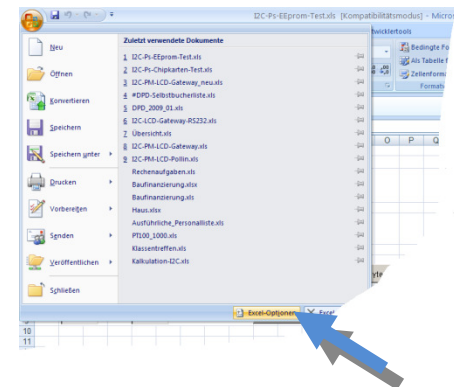 I2C-Ps-EEprom-Test.xls [Kompatibilitätsmodus] - Micros
twicklertools
Neu
Öffnen
Konvertieren
Speichern
Speichern unter
Drucken
Vorbereiten
Senden
Veröffentlichen
Schließen
Zuletzt verwendete Dokumente
1 I2C-Ps-EEprom-Test.xls
2 I2C-Ps-Chipkarten-Test.xls
3 I2C-PM-LCD-Gateway_neu.xls
4 #DPD-Selbstbucherliste.xls
5 DPD_2009_01.xls
6 I2C-LCD-Gateway-RS232.xls
7 Übersicht.xls
8 I2C-PM-LCD-Gateway.xls
9 I2C-PM-LCD-Pollin.xls
Rechenaufgaben.xls
Baufinanzierung.xlsx
Baufinanzierung.xls
Haus.xlsx
Ausführliche_Personalliste.xls
PT100_1000.xls
Klassentreffen.xls
Kalkulation-I2C.xls
Bedingte Fo
Als Tabelle f
Zellenform
Formatv
O P Q
Excel-Optionen
Excel
10
11